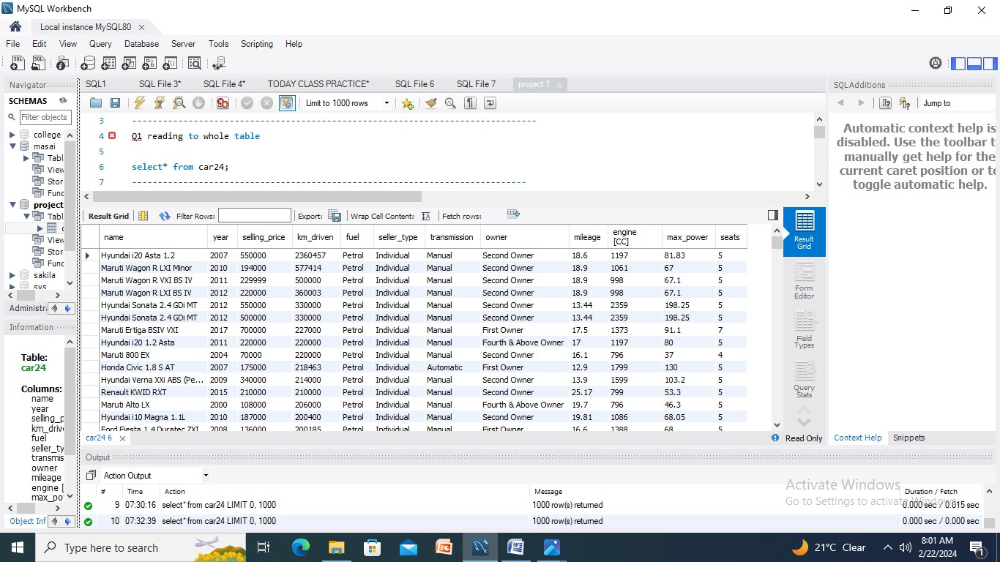 MySQL Workbench
Local instance MySQL80
File Edit View Query Database Server Tools Scripting Help
Navigator
SCHEMAS
Filter objects
college
masai
Tabl
View
Stor
Func
project
Tabl
View
Stor
Func
sakila
sys
Administra
Information
Table:
car24
Columns:
name
year
selling_p
km_driv
fuel
seller_ty
transmis
owner
mileage
engine [
max_po
Object Inf
SQL1 SQL File 3* SQL File 4* TODAY CLASS PRACTICE* SQL File 6 SQL File 7 project 1
Limit to 1000 rows
3 -----------------------------------------------------------------------------------
4 Q1 reading to whole table
5
6 select* from car24;
7 ---------------------------------------------------------------------------------
Result Grid Filter Rows: Export: Wrap Cell Content: IA Fetch rows:
name year selling_price km_driven fuel seller_type transmission owner mileage engine [CC] max_power seats
Hyundai i20 Asta 1.2 2007 550000 2360457 Petrol Individual Manual Second Owner 18.6 1197 81.83 5
Maruti Wagon R LXI Minor 2010 194000 577414 Petrol Individual Manual Second Owner 18.9 1061 67 5
Maruti Wagon R VXI BS IV 2011 229999 500000 Petrol Individual Manual Second Owner 18.9 998 67.1 5
Maruti Wagon R LXI BS IV 2012 220000 360003 Petrol Individual Manual Second Owner 18.9 998 67.1 5
Hyundai Sonata 2.4 GDi MT 2012 550000 330000 Petrol Individual Manual Second Owner 13.44 2359 198.25 5
Hyundai Sonata 2.4 GDi MT 2012 500000 330000 Petrol Individual Manual Second Owner 13.44 2359 198.25 5
Maruti Ertiga BSIV VXI 2017 700000 227000 Petrol Individual Manual First Owner 17.5 1373 91.1 7
Hyundai i20 1.2 Asta 2011 220000 220000 Petrol Individual Manual Fourth & Above Owner 17 1197 80 5
Maruti 800 EX 2004 70000 220000 Petrol Individual Manual Second Owner 16.1 796 37 4
Honda Civic 1.8 S AT 2007 175000 218463 Petrol Individual Automatic First Owner 12.9 1799 130 5
Hyundai Verna XXi ABS (Pe... 2009 340000 214000 Petrol Individual Manual Second Owner 13.9 1599 103.2 5
Renault KWID RXT 2015 210000 210000 Petrol Individual Manual Second Owner 25.17 799 53.3 5
Maruti Alto LX 2000 108000 206000 Petrol Individual Manual Fourth & Above Owner 19.7 796 46.3 5
Hyundai i10 Magna 1.1L 2010 187000 200400 Petrol Individual Manual Second Owner 19.81 1086 68.05 5
Ford Fiesta 1.4 Duratec ZXI 2008 136000 200185 Petrol Individual Manual First Owner 16.6 1388 68 5
car24 6
Read Only
Result Grid
Form Editor
Field Types
Query Stats
SQLAdditions
Jump to
Automatic context help is
disabled. Use the toolbar t
manually get help for the
current caret position or to
toggle automatic help.
Context Help Snippets
Output
Action Output
# Time Action Message Duration / Fetch
9 07:30:16 select* from car24 LIMIT 0, 1000 1000 row(s) returned 0.000 sec / 0.015 sec
10 07:32:39 select* from car24 LIMIT 0, 1000 1000 row(s) returned 0.000 sec / 0.000 sec
Activate Windows
Go to Settings to activate Windows.
Type here to search
21°C Clear
8:01 AM
2/22/2024
1